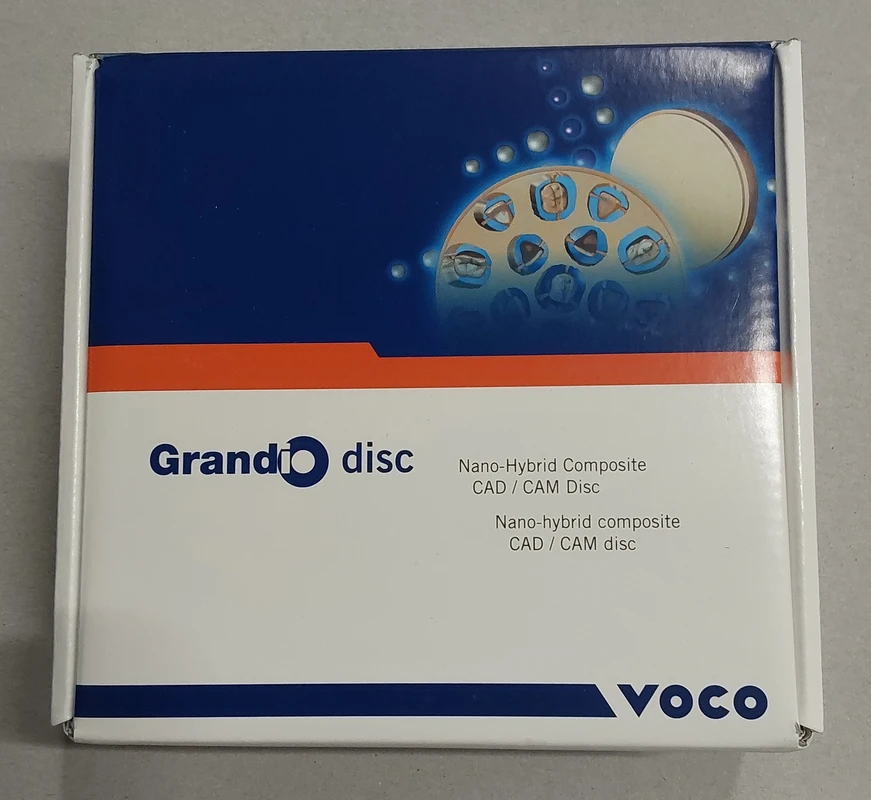 Grandio disc
Nano-Hybrid Composite
CAD / CAM Disc
Nano-hybrid composite
CAD / CAM disc
VOCO